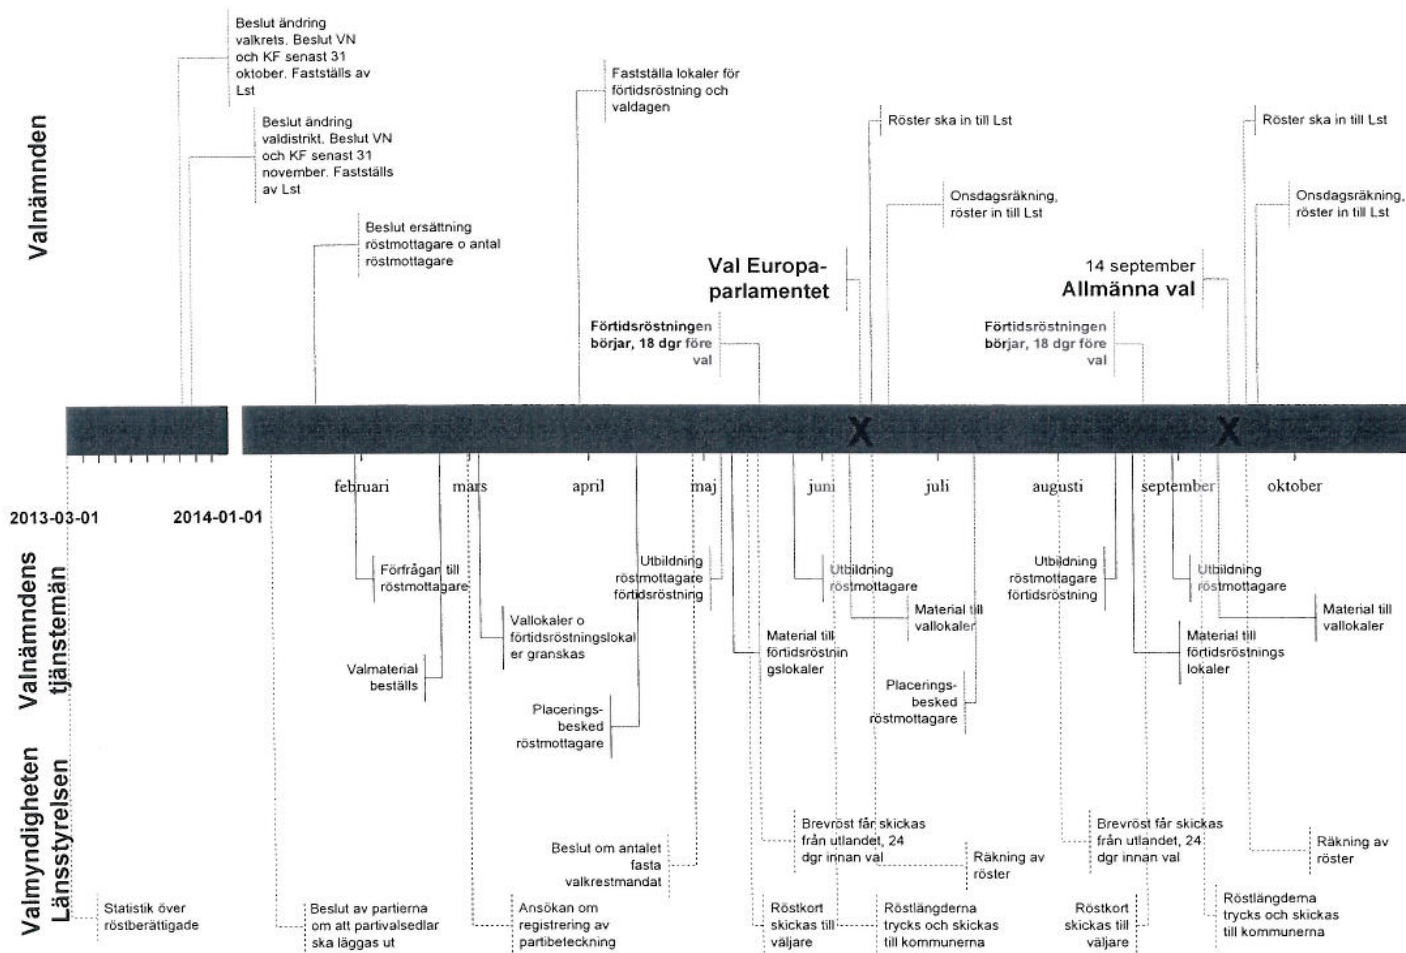 Valnämnden
Beslut ändring
valkrets. Beslut VN
och KF senast 31
oktober. Fastställs av
Lst
Beslut ändring
valdistrikt. Beslut VN
och KF senast 31
november. Fastställs
av Lst
Beslut ersättning
röstmottagare o antal
röstmottagare
Fastställa lokaler för
förtidsröstning och
valdagen
Röster ska in till Lst
Onsdagsräkning,
röster in till Lst
Val Europa-
parlamentet
Förtidsröstningen
börjar, 18 dgr före
val
Röster ska in till Lst
Onsdagsräkning,
röster in till Lst
14 september
Allmänna val
Förtidsröstningen
börjar, 18 dgr före
val
X
X
februari
mars
april
maj
juni
juli
augusti
september
oktober
2013-03-01
2014-01-01
Valnämndens
tjänstemän
Förfrågan till
röstmottagare
Vallokaler o
förtidsröstningslokal
er granskas
Valmaterial
beställs
Placerings-
besked
röstmottagare
Utbildning
röstmottagare
förtidsröstning
Material till
förtidsröstnin
gslokaler
Utbildning
röstmottagare
Material till
vallokaler
Placerings-
besked
röstmottagare
Utbildning
röstmottagare
förtidsröstning
Utbildning
röstmottagare
Material till
förtidsröstnings
lokaler
Material till
vallokaler
Valmyndigheten
Länsstyrelsen
Statistik över
röstberättigade
Beslut av partierna
om att partivalsedlar
ska läggas ut
Ansökan om
registrering av
partibeteckning
Beslut om antalet
fasta
valkrestmandat
Brevröst får skickas
från utlandet, 24
dgr innan val
Röstkort
skickas till
väljare
Räkning av
röster
Röstlängderna
trycks och skickas
till kommunerna
Brevröst får skickas
från utlandet, 24
dgr innan val
Röstkort
skickas till
väljare
Röstlängderna
trycks och skickas
till kommunerna
Räkning av
röster